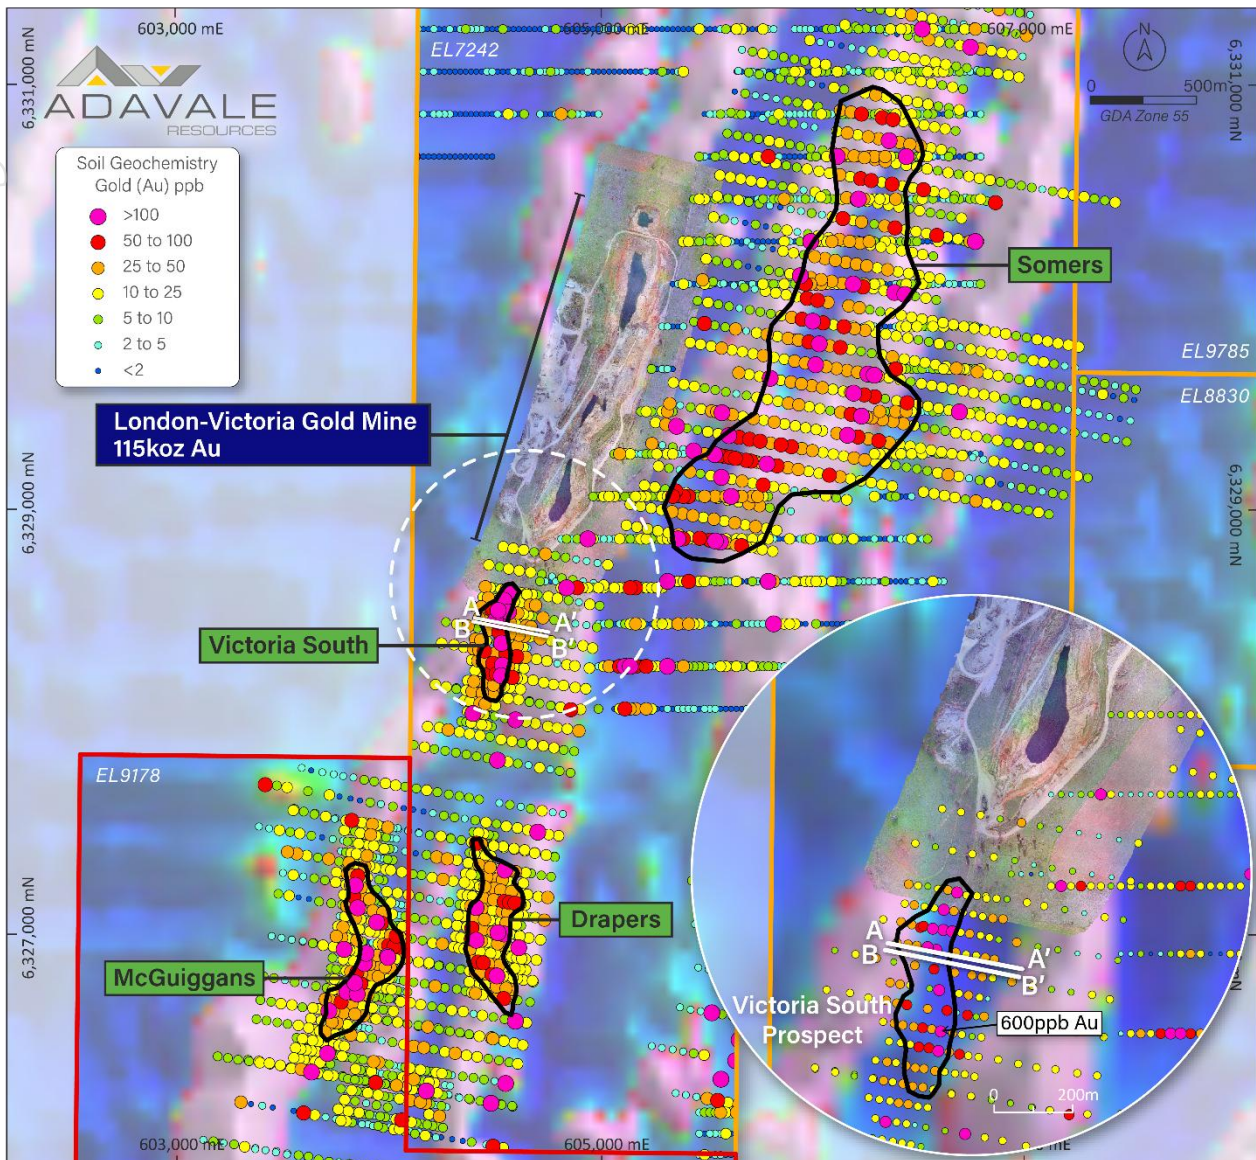 603,000 mE
607,000 mE
EL7242
6,331,000 mN
6,331,000 mN
0 500m
GDA Zone 55
ADAVALE
RESOURCES
Soil Geochemistry
Gold (Au) ppb
>100
50 to 100
25 to 50
10 to 25
5 to 10
2 to 5
<2
Somers
EL9785
EL8830
London-Victoria Gold Mine
115koz Au
6,329,000 mN
6,329,000 mN
A
A'
B
B'
Victoria South
EL9178
Drapers
McGuiggans
6,327,000 mN
A
B
A'
B'
Victoria South
Prospect
600ppb Au
0 200m
603,000 mE
605,000 mE